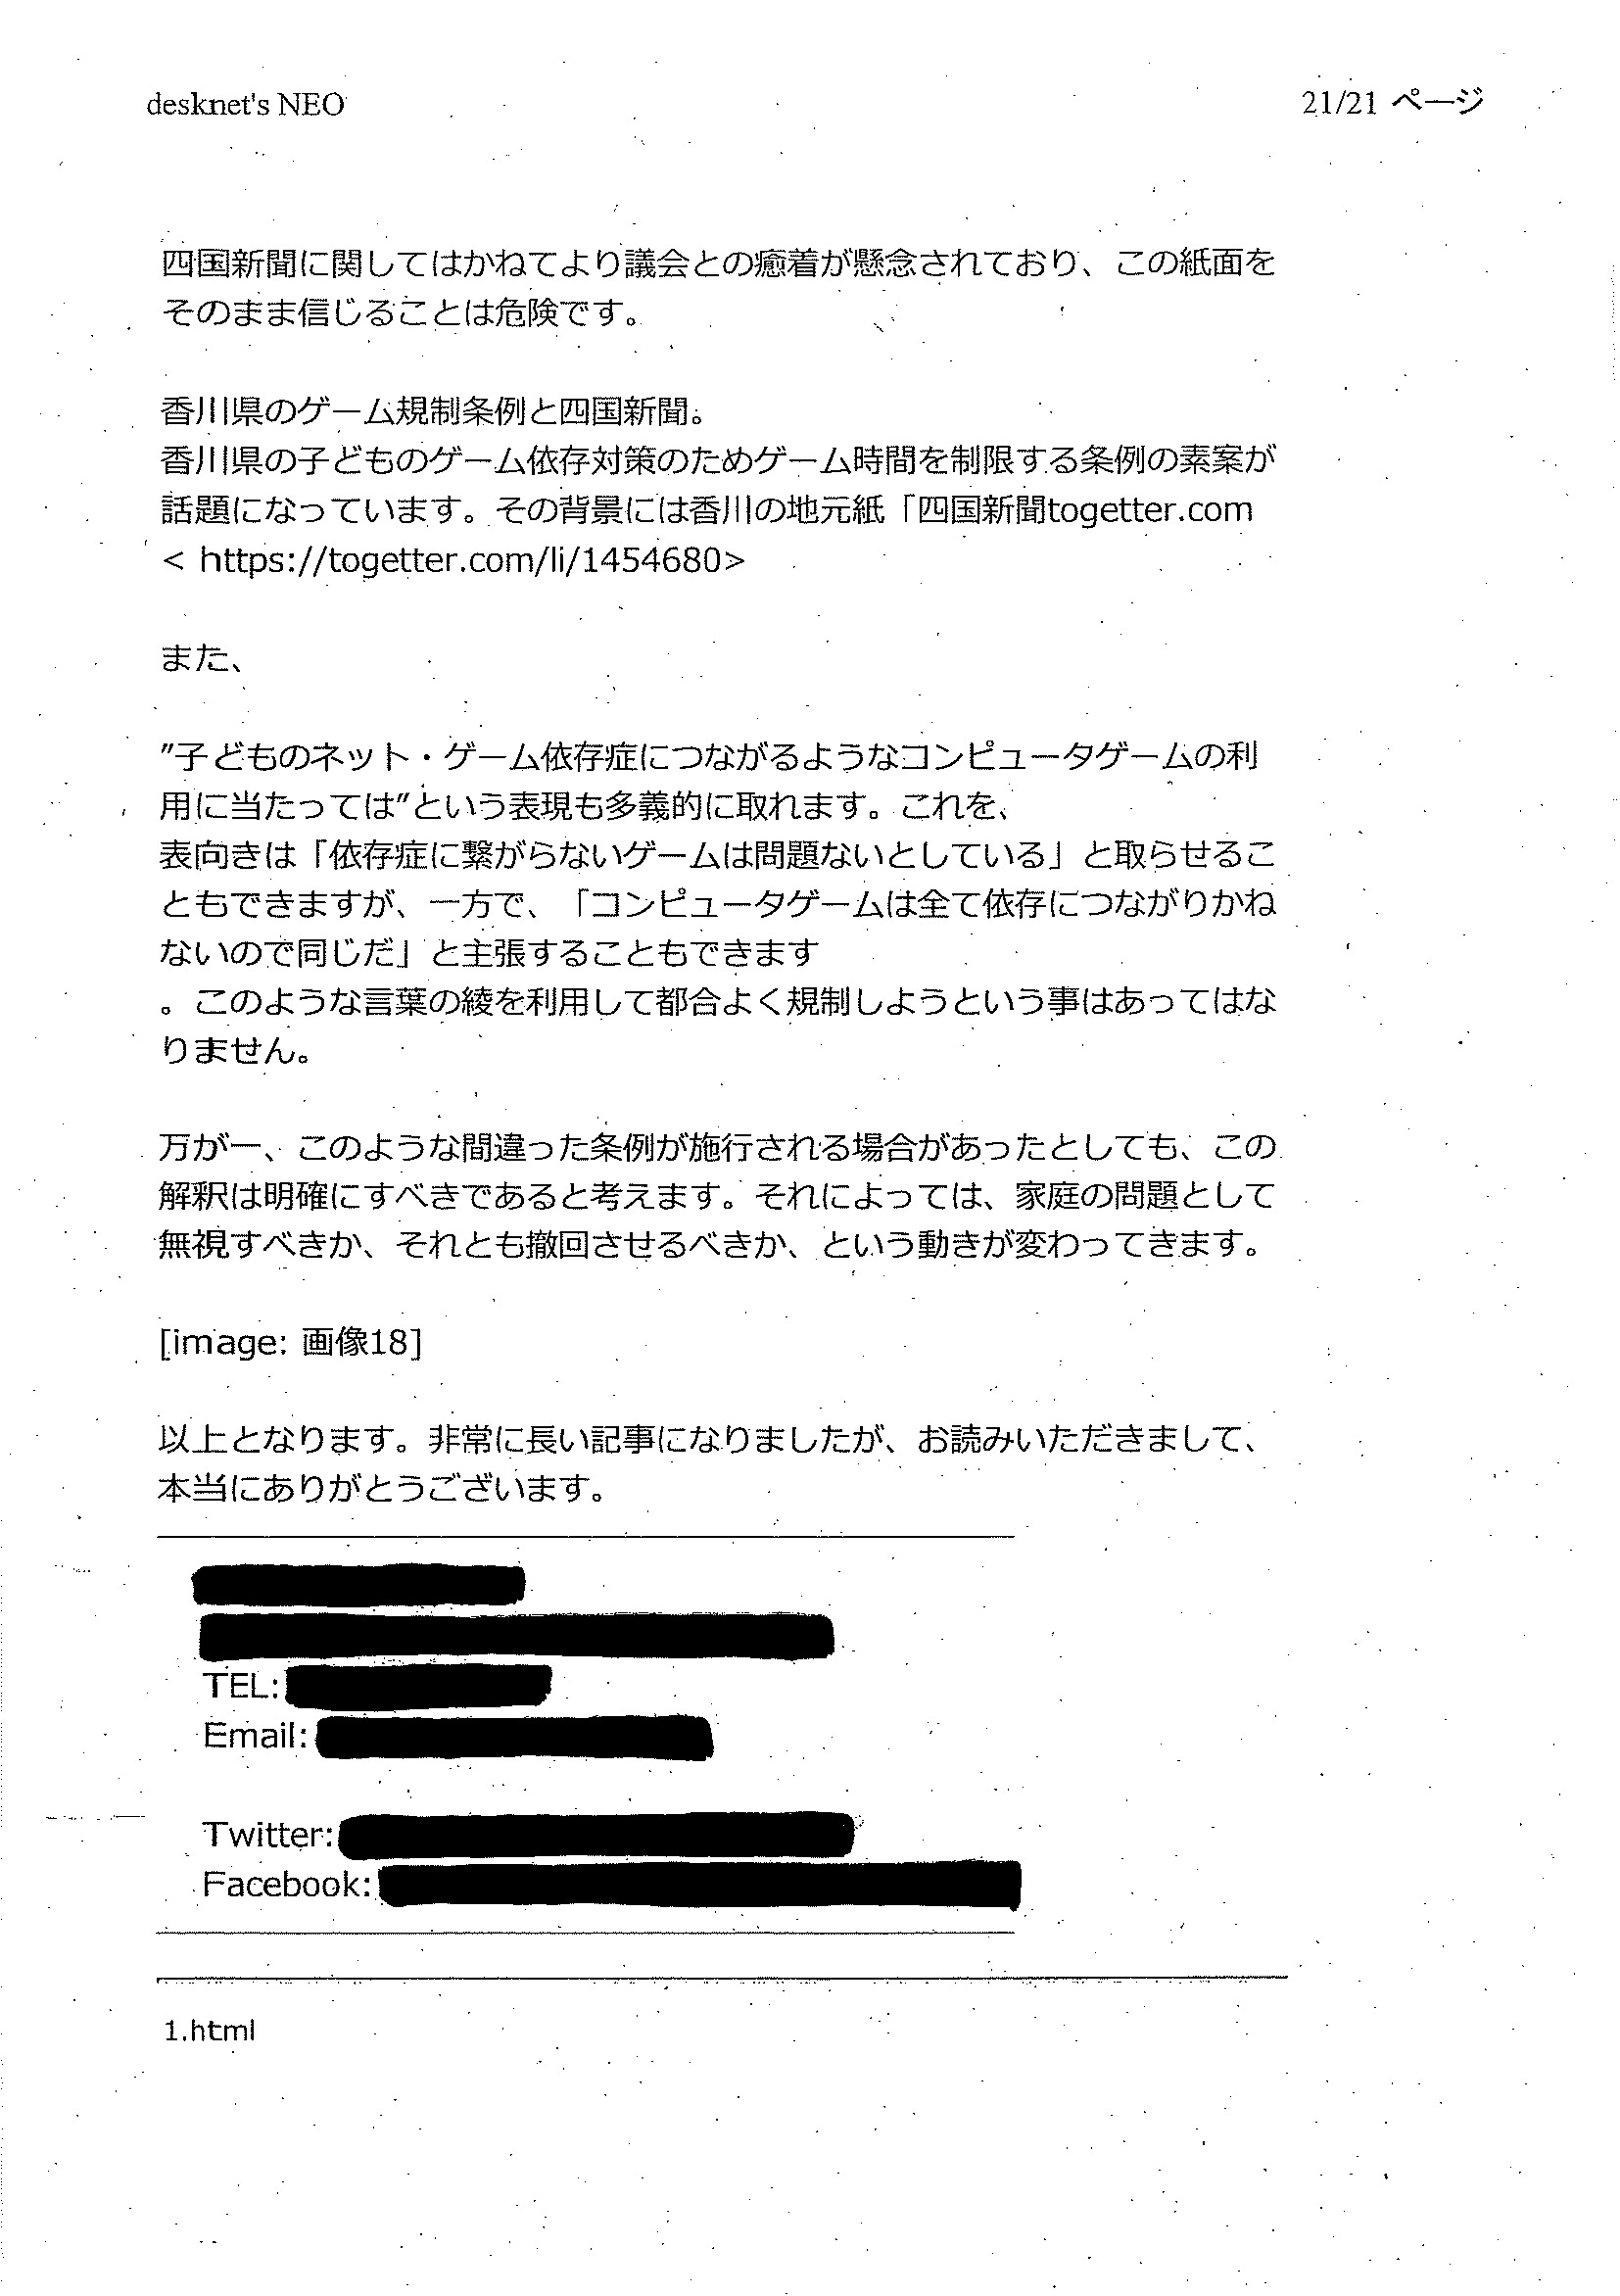 desknet's NEO
21/21 ページ
四国新聞に関してはかねてより議会との癒着が懸念されており、この紙面を
そのまま信じることは危険です。
香川県のゲーム規制条例と四国新聞。
香川県の子どものゲーム依存対策のためゲーム時間を制限する条例の素案が
話題になっています。その背景には香川の地元紙「四国新聞togetter.com
< https://togetter.com/li/1454680>
また、
”子どものネット・ゲーム依存症につながるようなコンピュータゲームの利
用に当たっては”という表現も多義的に取れます。これを、
表向きは「依存症に繋がらないゲームは問題ないとしている」と取らせるこ
ともできますが、一方で、「コンピュータゲームは全て依存につながりかね
ないので同じだ」と主張することもできます
。このような言葉の綾を利用して都合よく規制しようという事はあってはな
りません。
万が一、このような間違った条例が施行される場合があったとしても、この
解釈は明確にすべきであると考えます。それによっては、家庭の問題として
無視すべきか、それとも撤回させるべきか、という動きが変わってきます。
[image: 画像18]
以上となります。非常に長い記事になりましたが、お読みいただきまして、
本当にありがとうございます。
TEL:
Email:
Twitter:
Facebook:
1.html